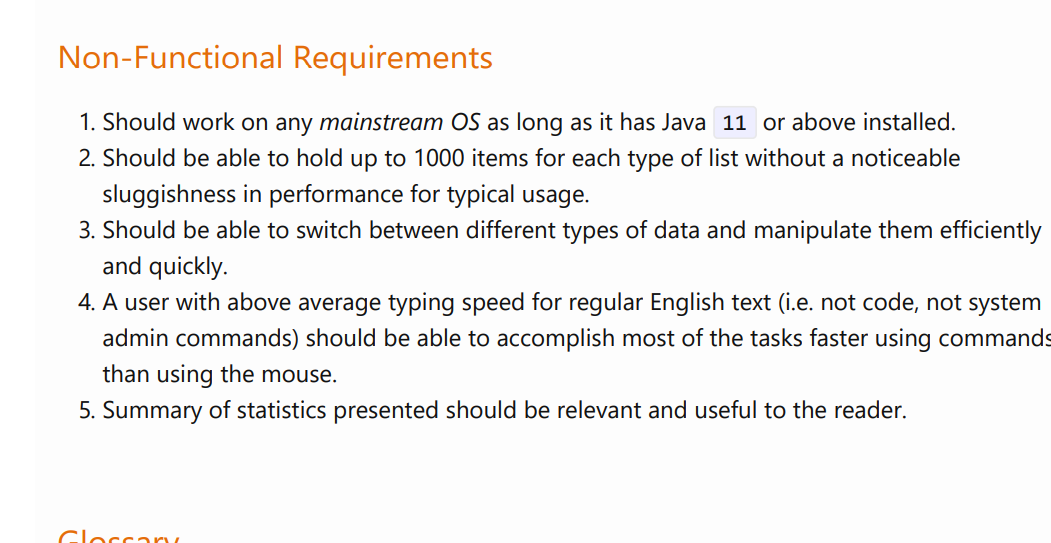 Non-Functional Requirements
1. Should work on any mainstream OS as long as it has Java 11 or above installed.
2. Should be able to hold up to 1000 items for each type of list without a noticeable
sluggishness in performance for typical usage.
3. Should be able to switch between different types of data and manipulate them efficiently
and quickly.
4. A user with above average typing speed for regular English text (i.e. not code, not system
admin commands) should be able to accomplish most of the tasks faster using commands
than using the mouse.
5. Summary of statistics presented should be relevant and useful to the reader.
Glossary